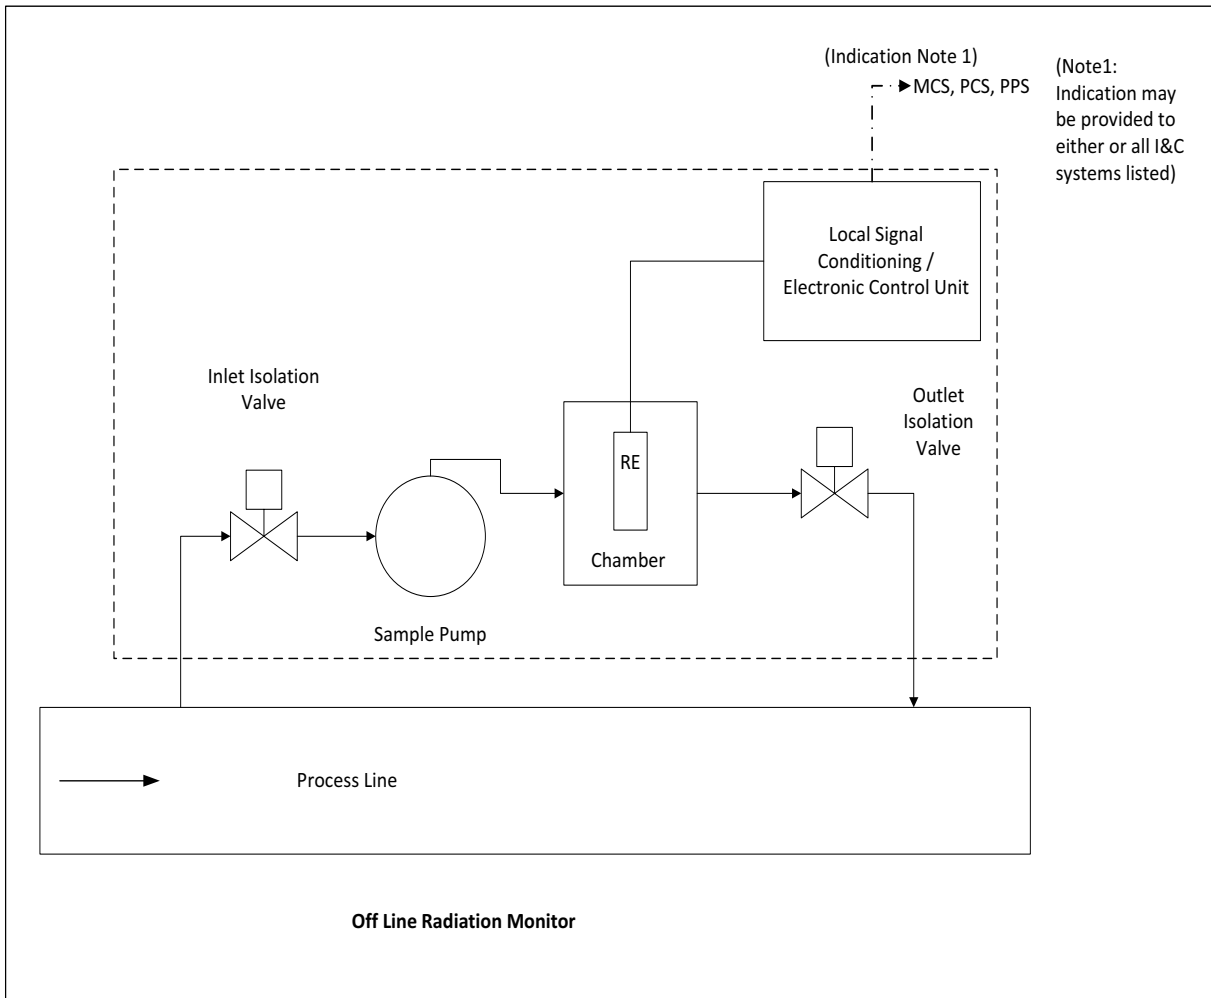 (Indication Note 1)
MCS, PCS, PPS
(Note1:
Indication may
be provided to
either or all I&C
systems listed)
Local Signal
Conditioning /
Electronic Control Unit
Inlet Isolation
Valve
Outlet
Isolation
Valve
RE
Chamber
Sample Pump
Process Line
Off Line Radiation Monitor